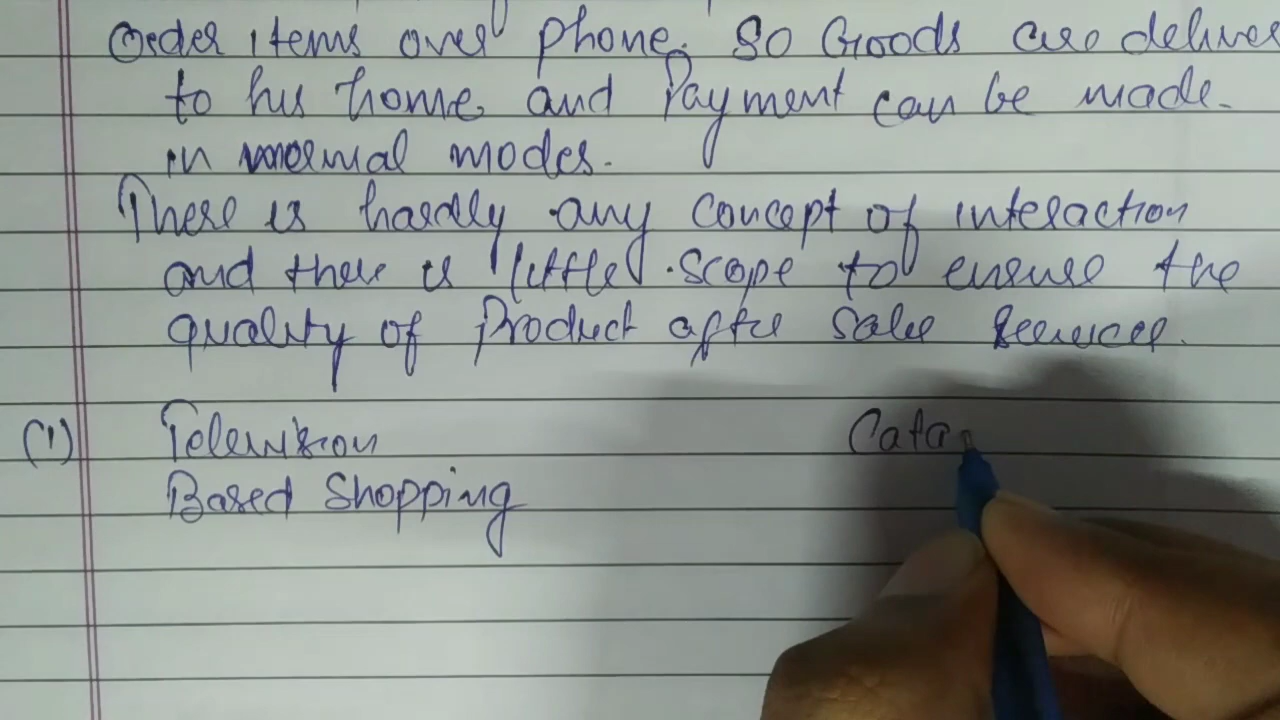 Order items over phone. So Goods are deliver
to his home and Payment can be made.
in normal modes.
There is hardly any concept of interaction
and there is little scope to ensure the
quality of Product after sale services.
(1) Television Cata
Based Shopping